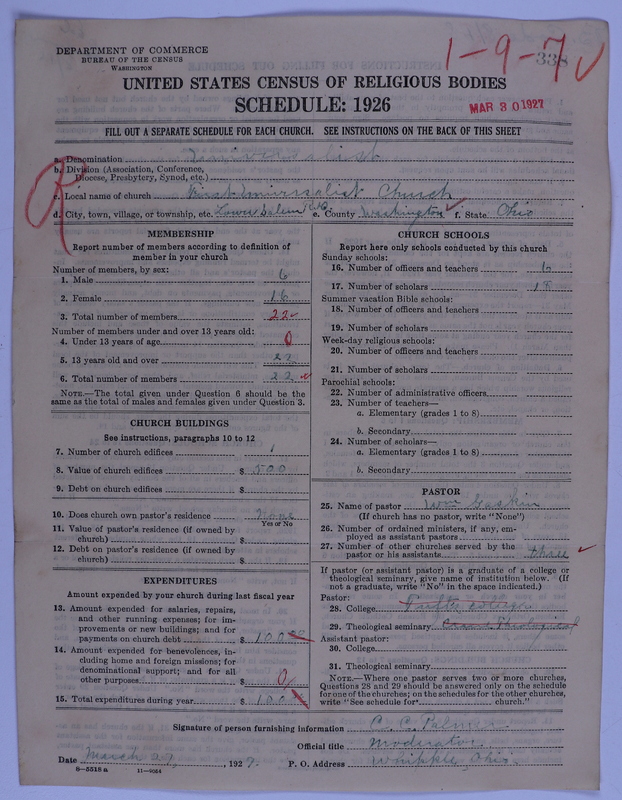 DEPARTMENT OF COMMERCE
BUREAU OF THE CENSUS
WASHINGTON
1-9-7
338
UNITED STATES CENSUS OF RELIGIOUS BODIES
SCHEDULE: 1926
MAR 30 1927
FILL OUT A SEPARATE SCHEDULE FOR EACH CHURCH. SEE INSTRUCTIONS ON THE BACK OF THIS SHEET
R
a. Denomination Universalist
b. Division (Association, Conference, Diocese, Presbytery, Synod, etc.)
c. Local name of church First Universalist Church
d. City, town, village, or township, etc. Lower Salem e. County Washington f. State Ohio
MEMBERSHIP
Report number of members according to definition of
member in your church
Number of members, by sex:
1. Male 6
2. Female 16
3. Total number of members 22
Number of members under and over 13 years old:
4. Under 13 years of age 0
5. 13 years old and over 22
6. Total number of members 22
NOTE.—The total given under Question 6 should be
same as the total of males and females given under Question 3.
CHURCH BUILDINGS
See instructions, paragraphs 10 to 12
7. Number of church edifices 1
8. Value of church edifices $ 500
9. Debt on church edifices $
10. Does church own pastor's residence? None
Yes or No
11. Value of pastor's residence (if owned by
church) $
12. Debt on pastor's residence (if owned by
church) $
EXPENDITURES
Amount expended by your church during last fiscal year
13. Amount expended for salaries, repairs,
and other running expenses; for im-
provements or new buildings; and for
payments on church debt $ 100
14. Amount expended for benevolences, in-
cluding home and foreign missions; for
denominational support; and for all
other purposes $ 0
15. Total expenditures during year $ 100
CHURCH SCHOOLS
Report here only schools conducted by this church
Sunday schools:
16. Number of officers and teachers 6
17. Number of scholars
Summer vacation Bible schools:
18. Number of officers and teachers
19. Number of scholars
Week-day religious schools:
20. Number of officers and teachers
21. Number of scholars
Parochial schools:
22. Number of administrative officers
23. Number of teachers—
a. Elementary (grades 1 to 8)
b. Secondary
24. Number of scholars—
a. Elementary (grades 1 to 8)
b. Secondary
PASTOR
25. Name of pastor Wm Gaskin
(If church has no pastor, write "None")
26. Number of ordained ministers, if any, em-
ployed as assistant pastors
27. Number of other churches served by the
pastor or his assistants three
If pastor (or assistant pastor) is a graduate of a college or
theological seminary, give name of institution below. (If
not a graduate, write "No" in the space indicated.)
Pastor:
28. College Tufts College
29. Theological seminary Crane Theological
Assistant pastor:
30. College
31. Theological seminary
NOTE.—Where one pastor serves two or more churches,
Questions 28 and 29 should be answered only on the schedule
for one of the churches; on the schedules for the other churches,
write "See schedule for church."
Signature of person furnishing information C. C. Palmer
Official title Moderator
Date March 27, 1927. P. O. Address Whipple, Ohio.
8-5518 a 11-9054